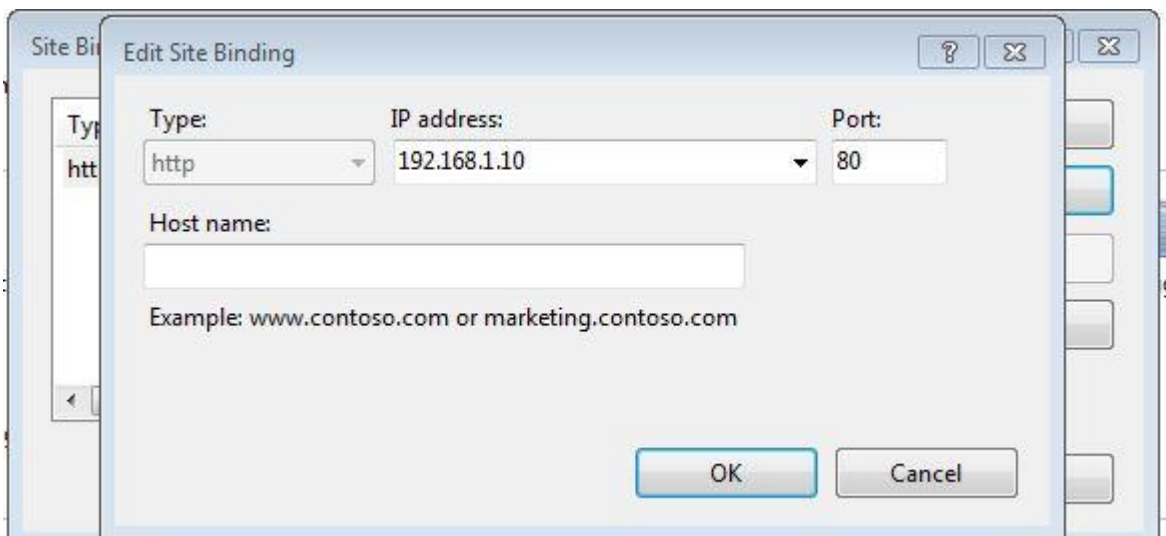 Site Bi
Edit Site Binding
Typ
Type:
IP address:
Port:
htt
http
192.168.1.10
80
Host name:
Example: www.contoso.com or marketing.contoso.com
OK
Cancel